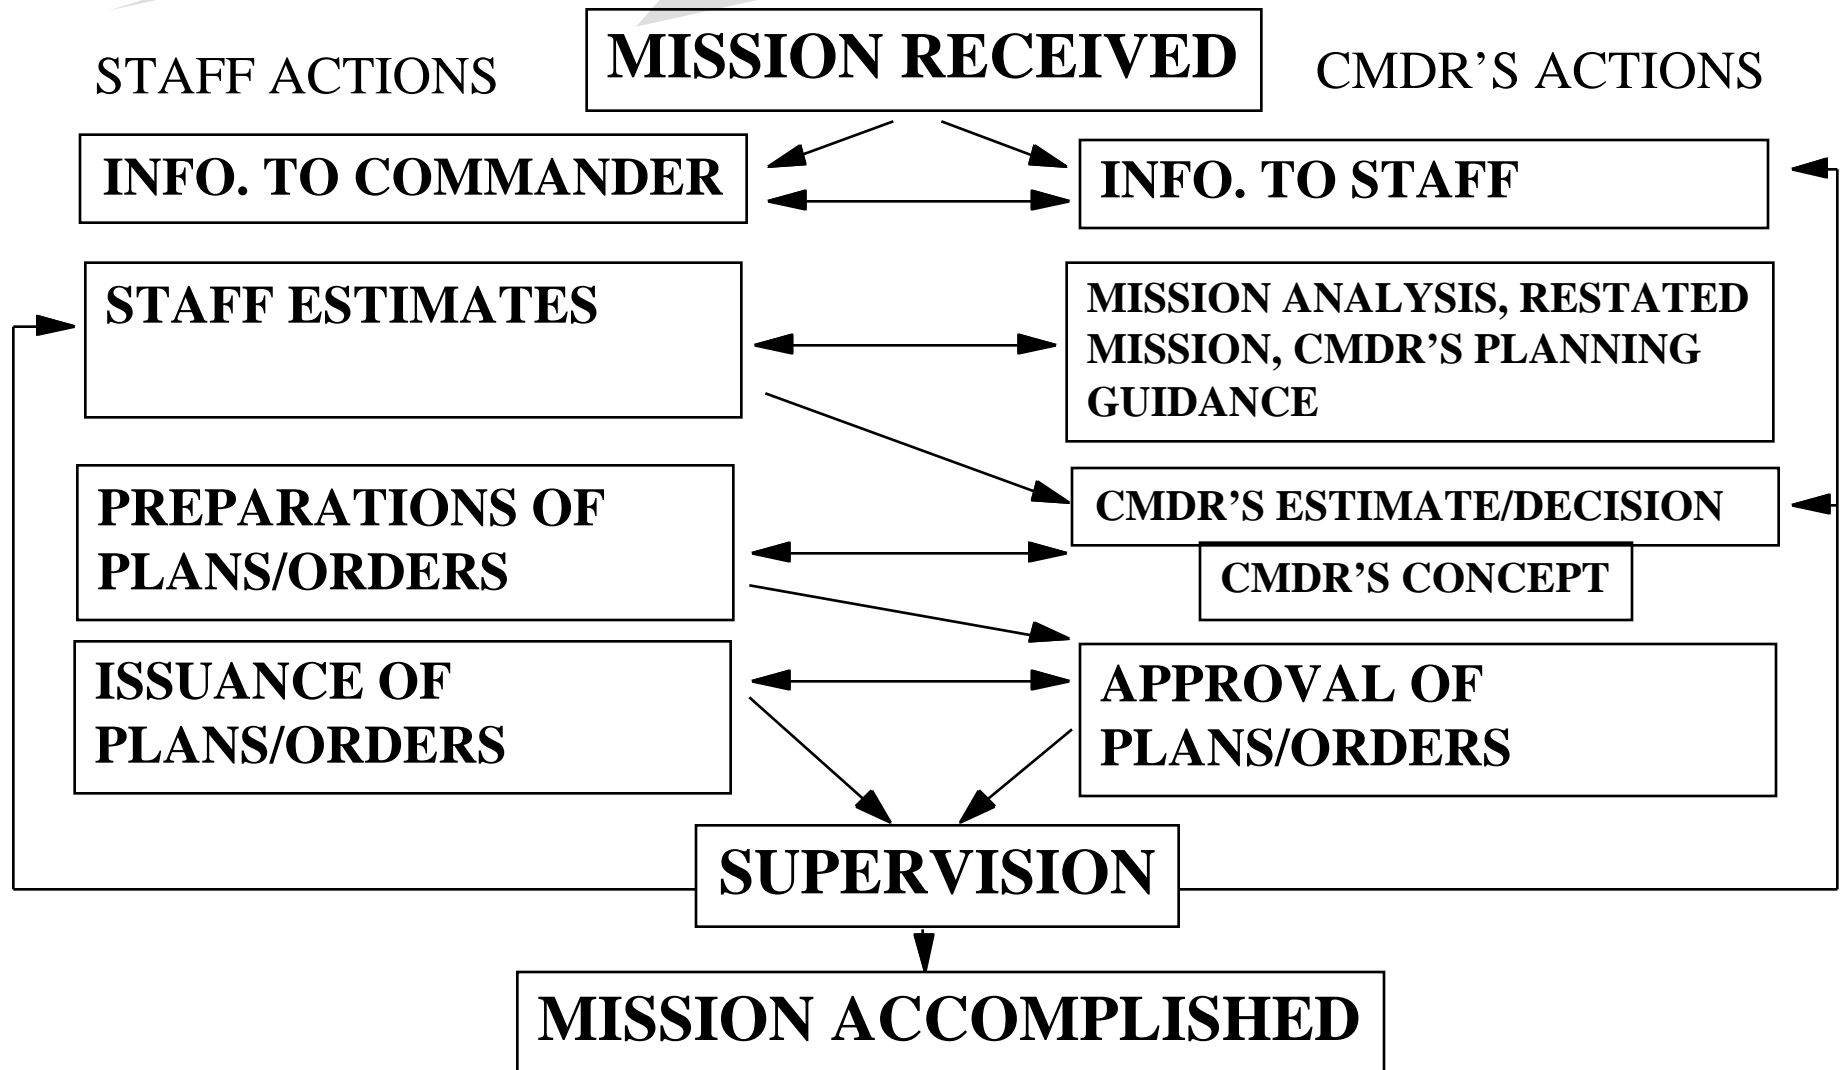 MISSION RECEIVED
STAFF ACTIONS
CMDR'S ACTIONS
INFO. TO COMMANDER
INFO. TO STAFF
STAFF ESTIMATES
MISSION ANALYSIS, RESTATED
MISSION, CMDR'S PLANNING
GUIDANCE
PREPARATIONS OF
PLANS/ORDERS
CMDR'S ESTIMATE/DECISION
CMDR'S CONCEPT
ISSUANCE OF
PLANS/ORDERS
APPROVAL OF
PLANS/ORDERS
SUPERVISION
MISSION ACCOMPLISHED